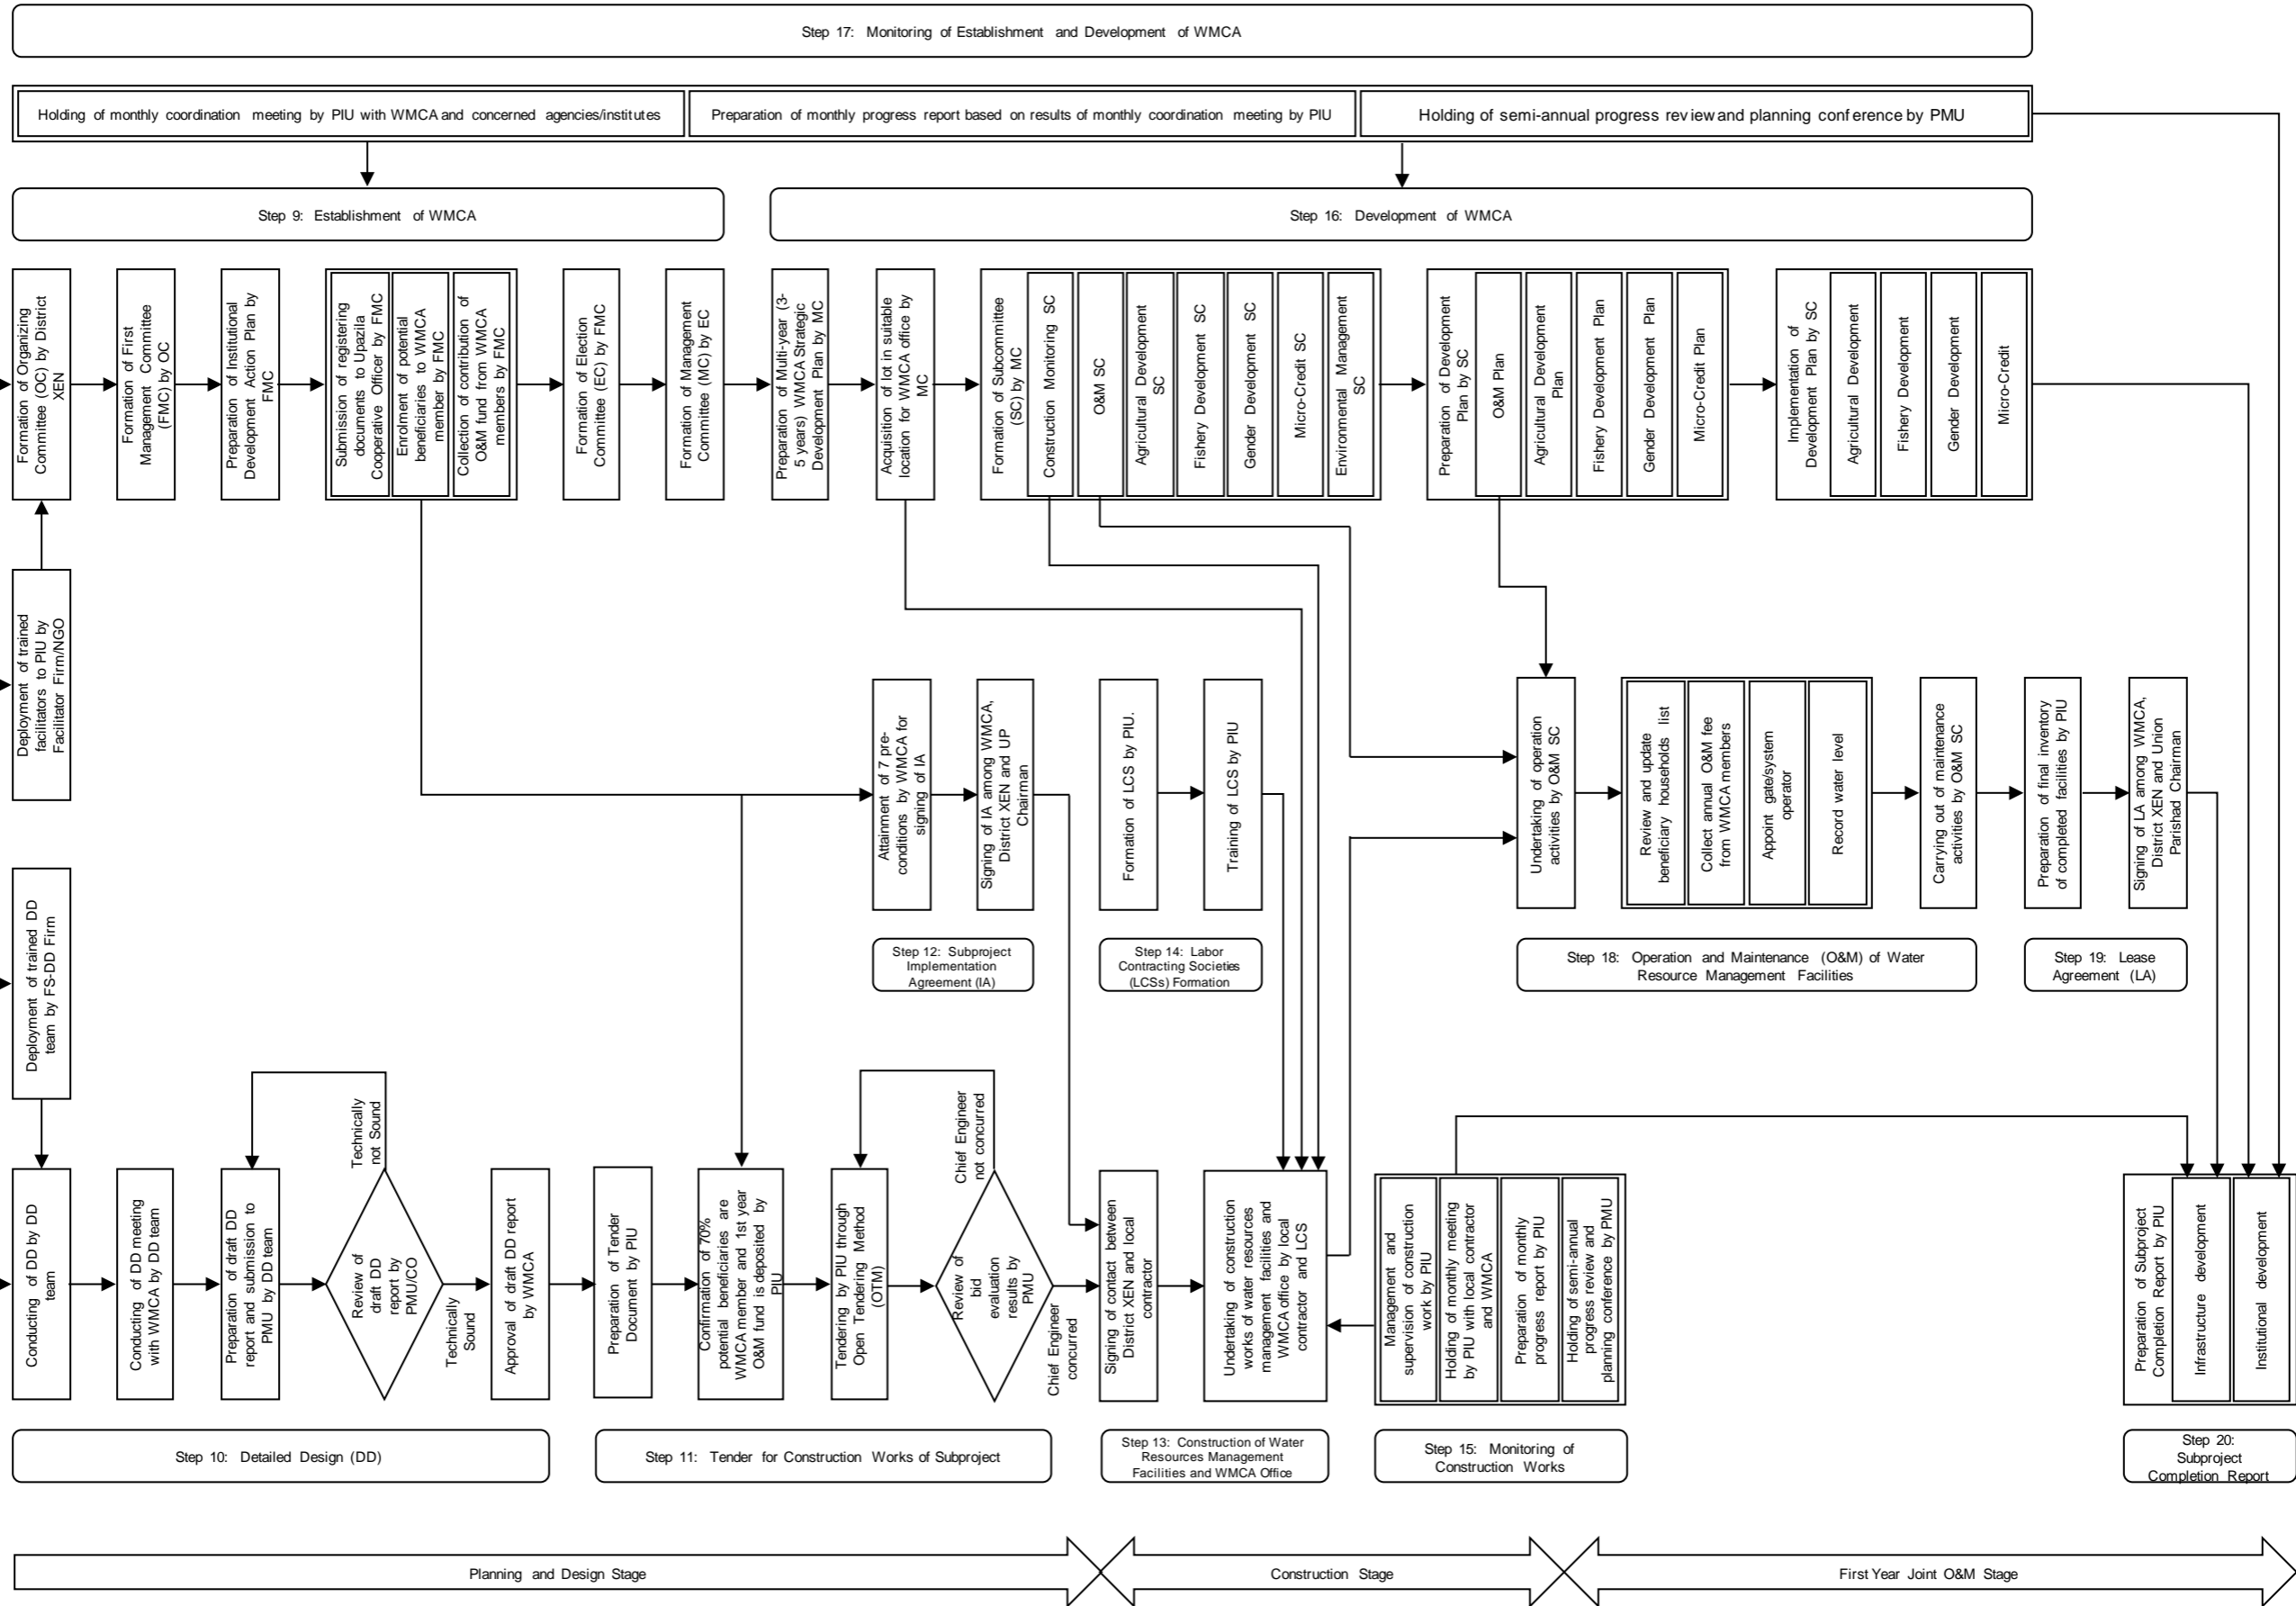 Step 17: Monitoring of Establishment and Development of WMCA
Holding of monthly coordination meeting by PIU with WMCA and concerned agencies/institutes
Preparation of monthly progress report based on results of monthly coordination meeting by PIU
Holding of semi-annual progress review and planning conference by PMU
Step 9: Establishment of WMCA
Step 16: Development of WMCA
Formation of Organizing
Committee (OC) by District
XEN
Formation of First
Management Committee
(FMC) by OC
Preparation of Institutional
Development Action Plan by
FMC
Submission of registering
documents to Upazila
Cooperative Officer by FMC
Enrolment of potential
beneficiaries to WMCA
member by FMC
Collection of contribution of
O&M fund from WMCA
members by FMC
Formation of Election
Committee (EC) by FMC
Formation of Management
Committee (MC) by EC
Preparation of Multi-year (3-
5 years) WMCA Strategic
Development Plan by MC
Acquisition of lot in suitable
location for WMCA office by
MC
Formation of Subcommittee
(SC) by MC
Construction Monitoring SC
O&M SC
Agricultural Development
SC
Fishery Development SC
Gender Development SC
Micro-Credit SC
Environmental Management
SC
Preparation of Development
Plan by SC
O&M Plan
Agricultural Development
Plan
Fishery Development Plan
Gender Development Plan
Micro-Credit Plan
Implementation of
Development Plan by SC
Agricultural Development
Fishery Development
Gender Development
Micro-Credit
Deployment of trained
facilitators to PIU by
Facilitator Firm/NGO
Attainment of 7 pre-
conditions by WMCA for
signing of IA
Signing of IA among WMCA,
District XEN and UP
Chairman
Formation of LCS by PIU.
Training of LCS by PIU
Undertaking of operation
activities by O&M SC
Review and update
beneficiary households list
Collect annual O&M fee
from WMCA members
Appoint gate/system
operator
Record water level
Carrying out of maintenance
activities by O&M SC
Preparation of final inventory
of completed facilities by PIU
Signing of LA among WMCA,
District XEN and Union
Parishad Chairman
Step 12: Subproject
Implementation
Agreement (IA)
Step 14: Labor
Contracting Societies
(LCSs) Formation
Step 18: Operation and Maintenance (O&M) of Water
Resource Management Facilities
Step 19: Lease
Agreement (LA)
Deployment of trained DD
team by FS-DD Firm
Conducting of DD by DD
team
Conducting of DD meeting
with WMCA by DD team
Preparation of draft DD
report and submission to
PMU by DD team
Technically
not Sound
Review of
draft DD
report by
PMU/CO
Technically
Sound
Approval of draft DD report
by WMCA
Preparation of Tender
Document by PIU
Confirmation of 70%
potential beneficiaries are
WMCA member and 1st year
O&M fund is deposited by
PIU
Tendering by PIU through
Open Tendering Method
(OTM)
Chief Engineer
not concurred
Review of
bid
evaluation
results by
PMU
Chief Engineer
concurred
Signing of contact between
District XEN and local
contractor
Undertaking of construction
works of water resources
management facilities and
WMCA office by local
contractor and LCS
Management and
supervision of construction
work by PIU
Holding of monthly meeting
by PIU with local contractor
and WMCA
Preparation of monthly
progress report by PIU
Holding of semi-annual
progress review and
planning conference by PMU
Preparation of Subproject
Completion Report by PIU
Infrastructure development
Institutional development
Step 10: Detailed Design (DD)
Step 11: Tender for Construction Works of Subproject
Step 13: Construction of Water
Resources Management
Facilities and WMCA Office
Step 15: Monitoring of
Construction Works
Step 20:
Subproject
Completion Report
Planning and Design Stage
Construction Stage
First Year Joint O&M Stage